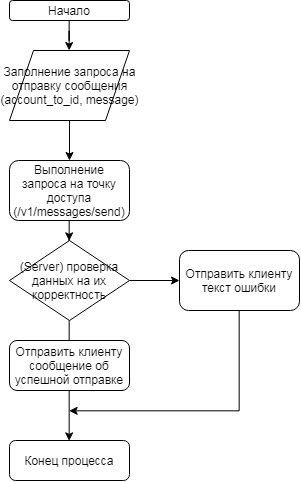 Начало
Заполнение запроса на
отправку сообщения
(account_to_id, message)
Выполнение
запроса на точку
доступа
(/v1/messages/send)
(Server) проверка
данных на их
корректность
Отправить клиенту
текст ошибки
Отправить клиенту
сообщение об
успешной отправке
Конец процесса